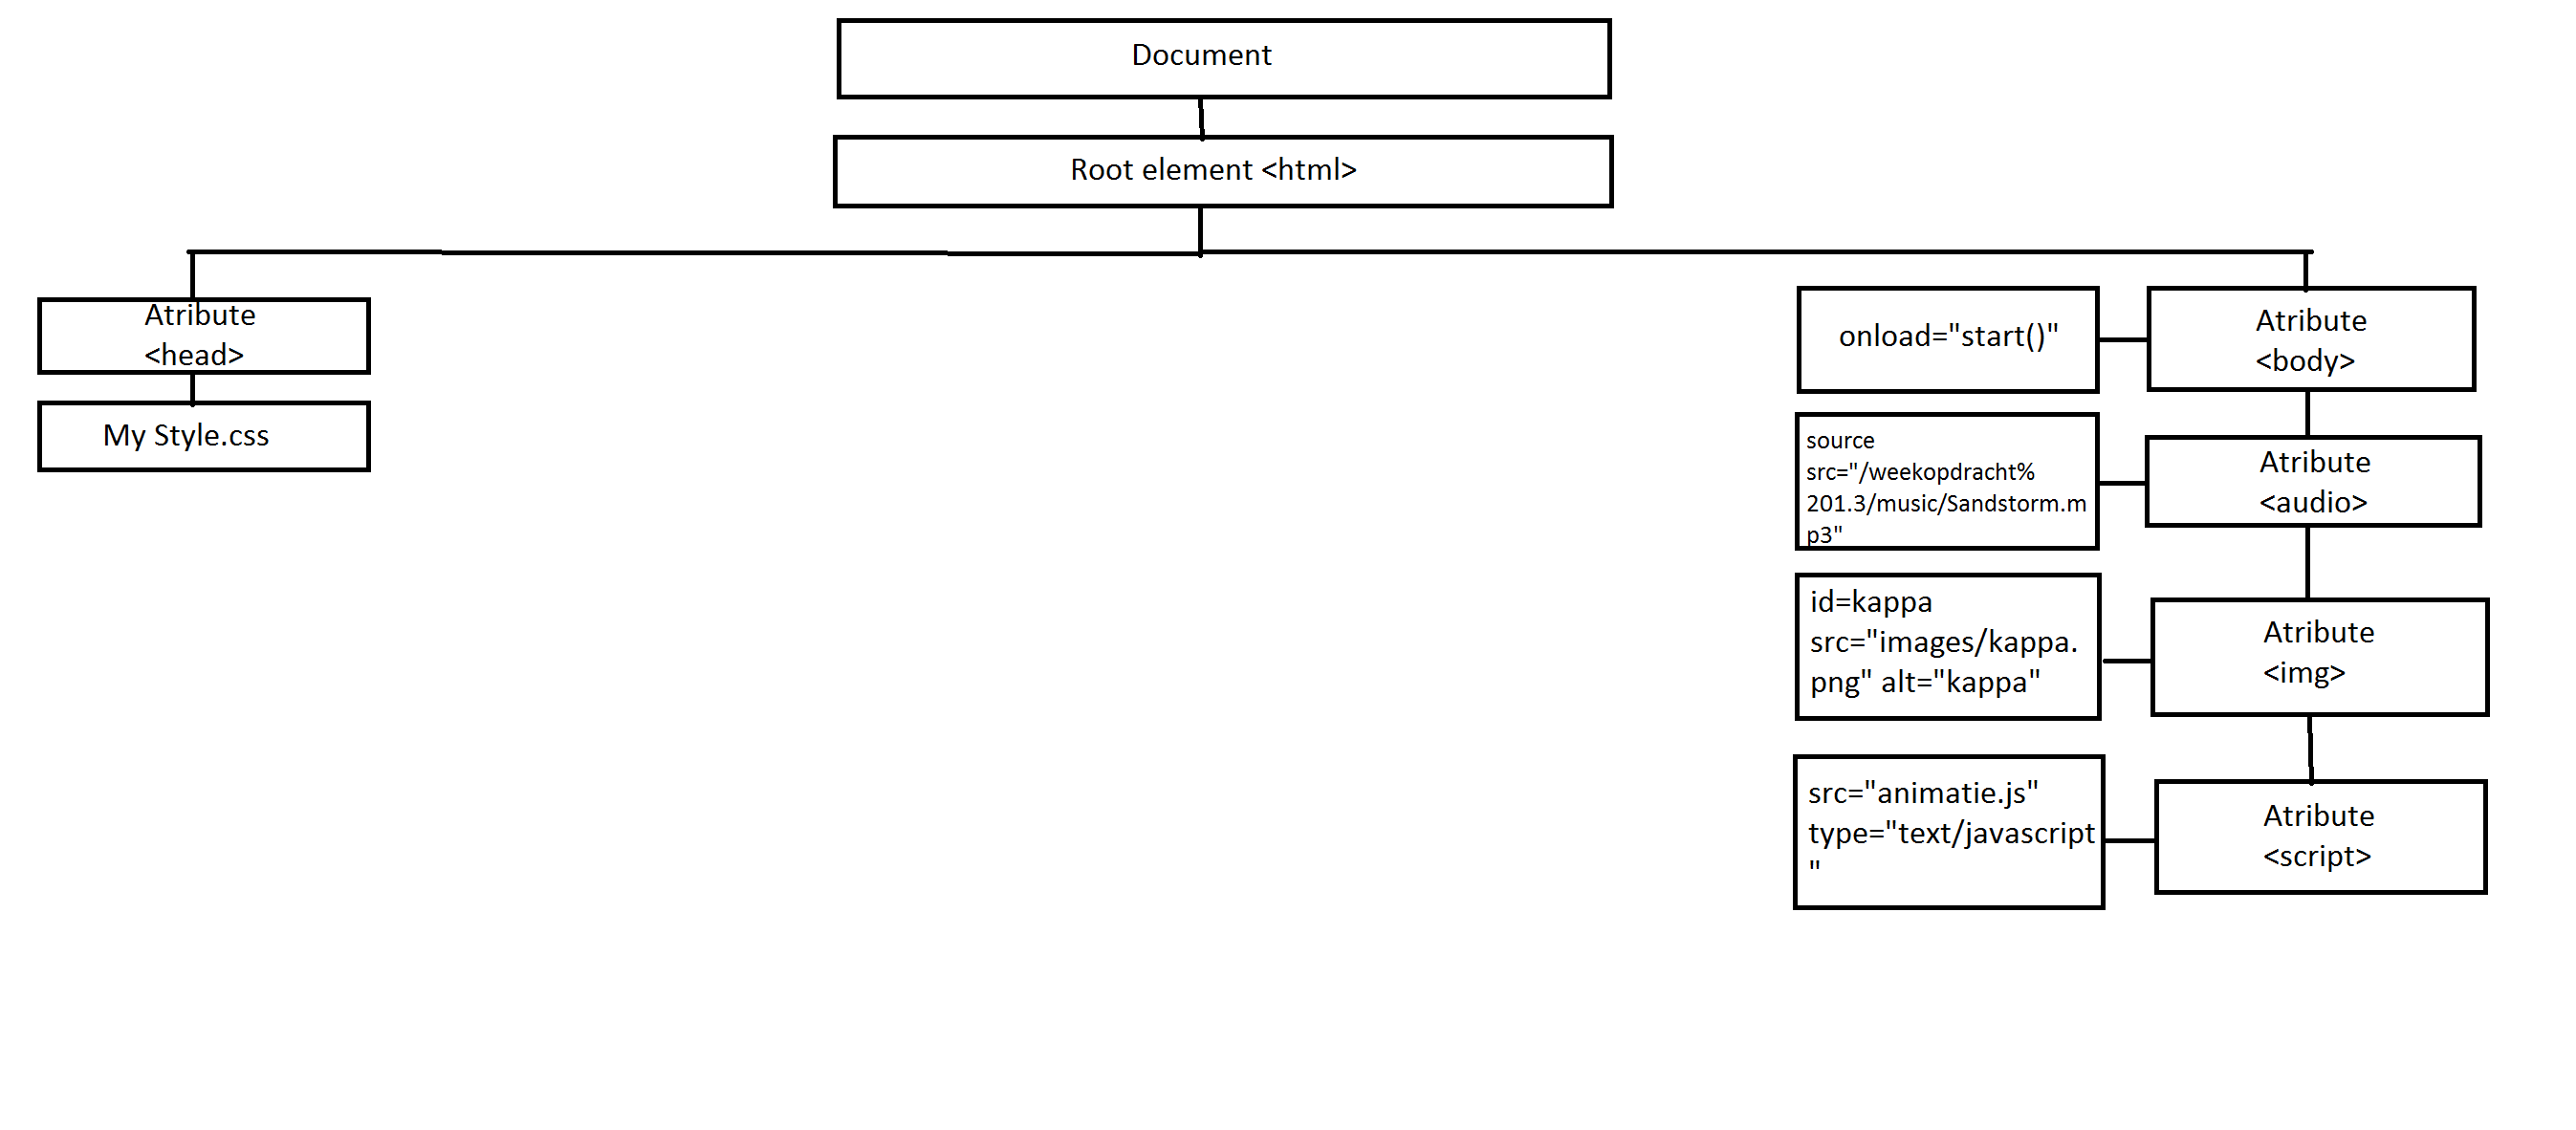 Document
Root element <html>
Atribute
<head>
My Style.css
onload="start()"
Atribute
<body>
source
src="/weekopdracht%
201.3/music/Sandstorm.m
p3"
Atribute
<audio>
id=kappa
src="images/kappa.
png" alt="kappa"
Atribute
<img>
src="animatie.js"
type="text/javascript
"
Atribute
<script>